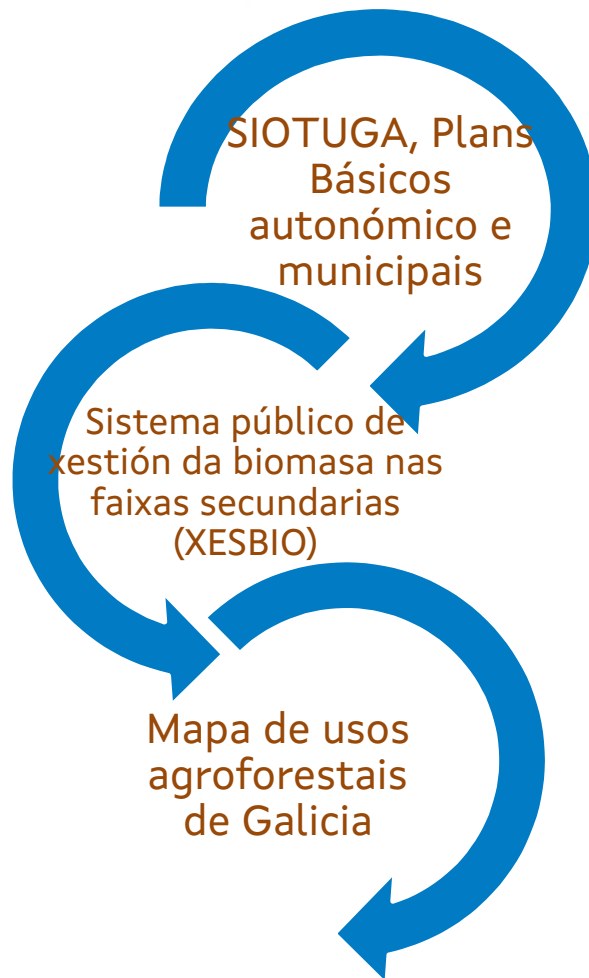 SIOTUGA, Plans
Básicos
autonómico e
municipais
Sistema público de
xestión da biomasa nas
faixas secundarias
(XESBIO)
Mapa de usos
agroforestais
de Galicia